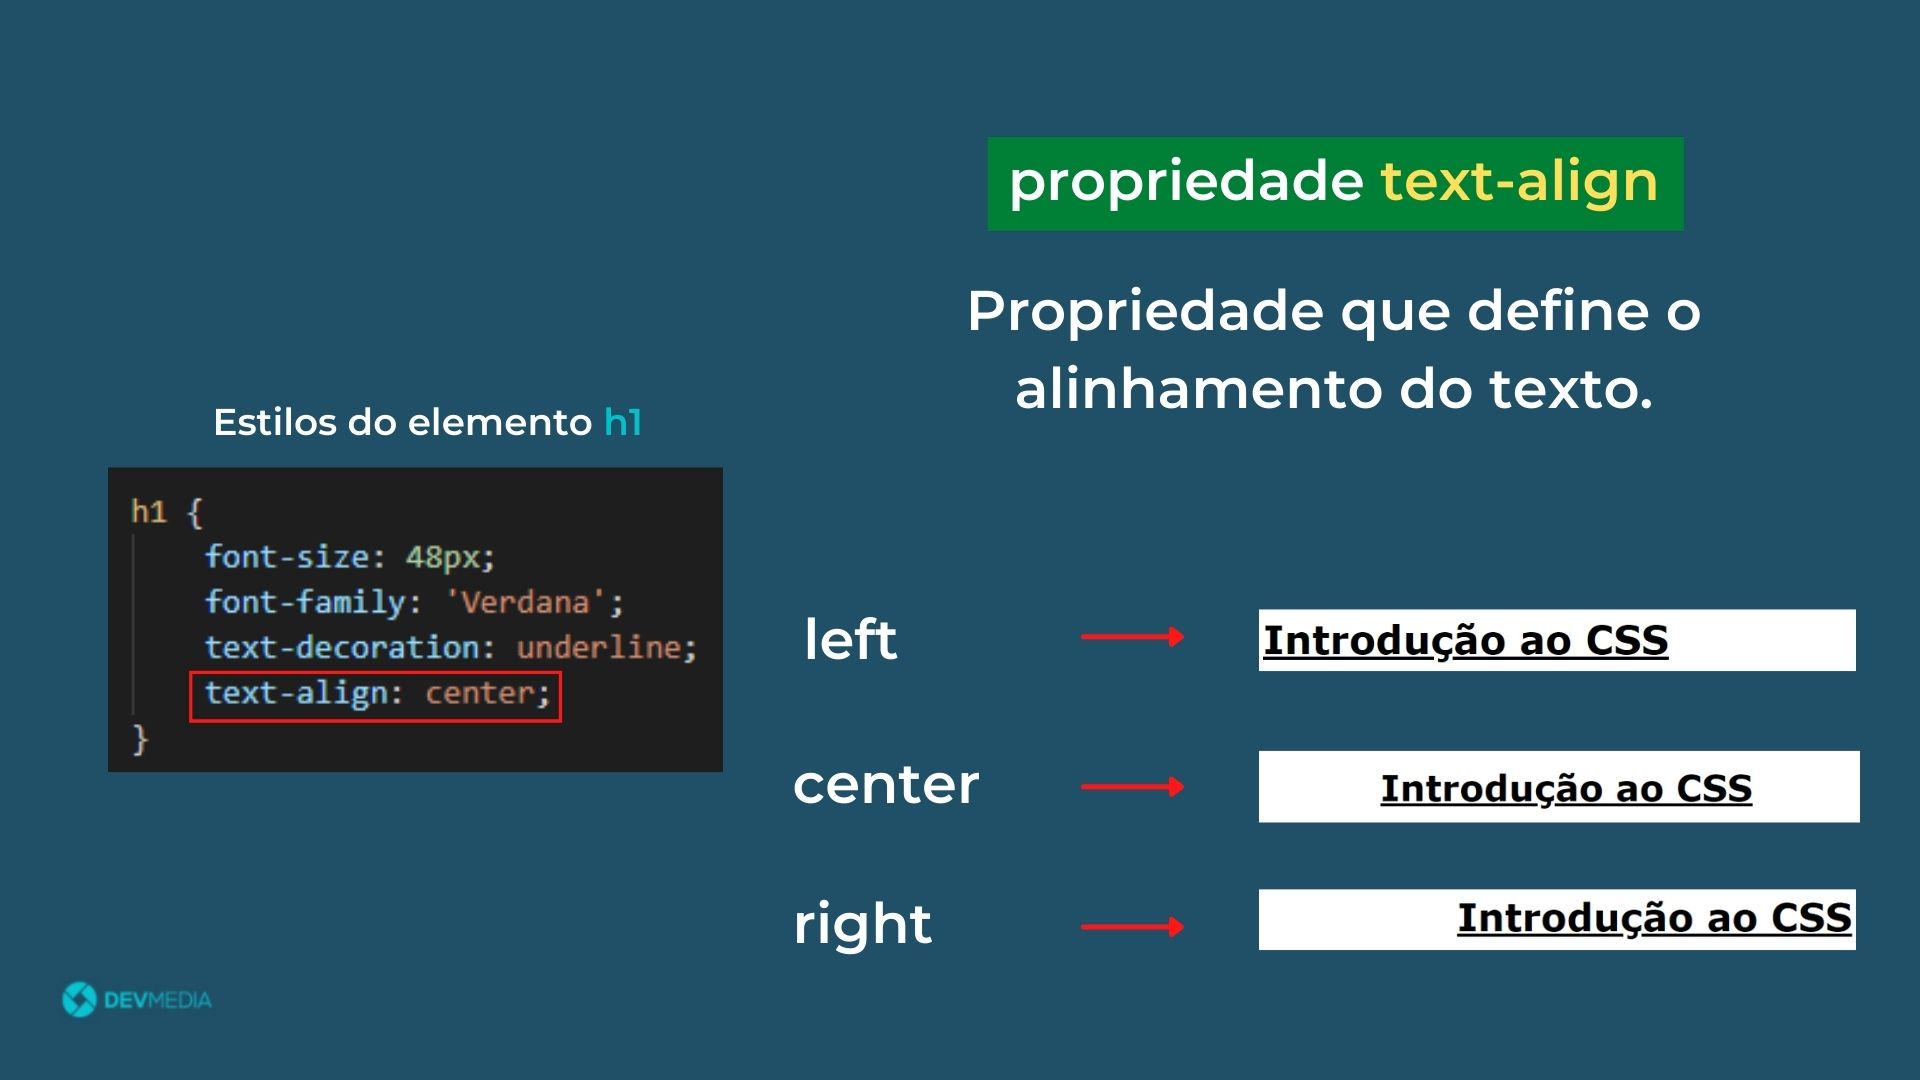 propriedade text-align
Propriedade que define o
alinhamento do texto.
Estilos do elemento h1
h1 {
font-size: 48px;
font-family: 'Verdana';
text-decoration: underline;
text-align: center;
}
left
Introdução ao CSS
center
Introdução ao CSS
right
Introdução ao CSS
DEVMEDIA